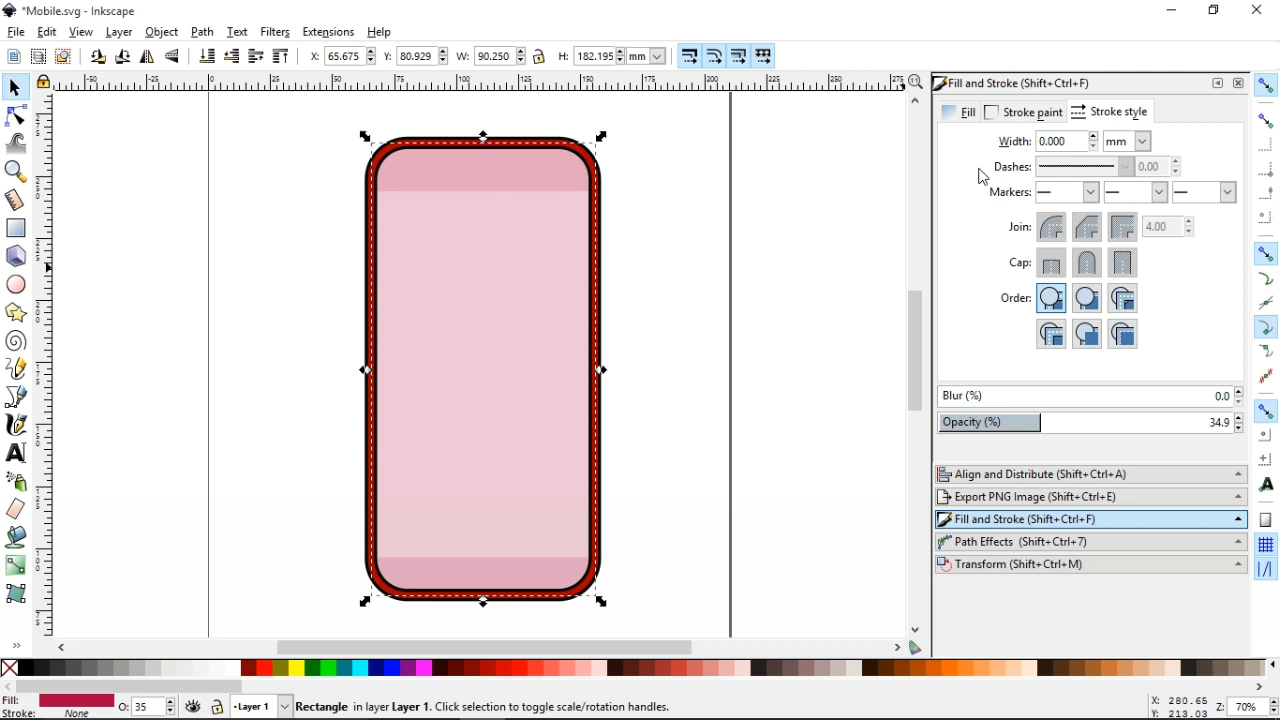 *Mobile.svg - Inkscape
File Edit View Layer Object Path Text Filters Extensions Help
X: 65.675 Y: 80.929 W: 90.250 H: 182.195 mm
Fill and Stroke (Shift+Ctrl+F)
Fill Stroke paint Stroke style
Width: 0.000 mm
Dashes: 0.00
Markers:
Join: 4.00
Cap:
Order:
Blur (%) 0.0
Opacity (%) 34.9
Align and Distribute (Shift+Ctrl+A)
Export PNG Image (Shift+Ctrl+E)
Fill and Stroke (Shift+Ctrl+F)
Path Effects (Shift+Ctrl+7)
Transform (Shift+Ctrl+M)
Fill:
Stroke: None
O: 35
Layer 1
Rectangle in layer Layer 1. Click selection to toggle scale/rotation handles.
X: 280.65
Y: 213.03
Z: 70%